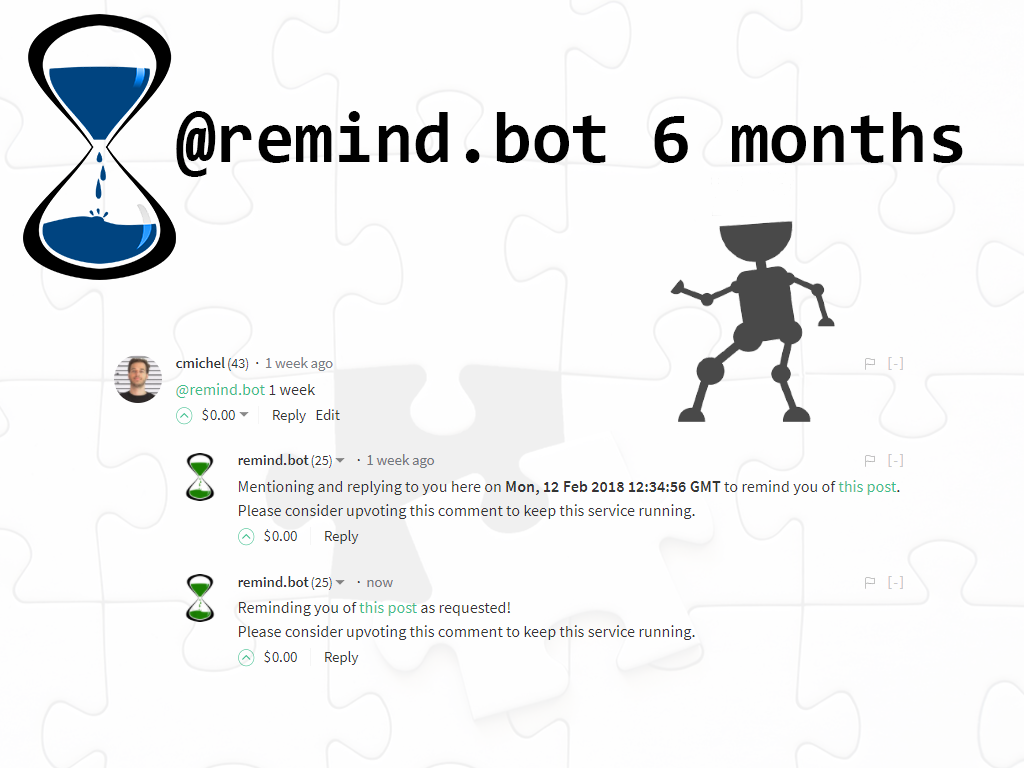 @remind.bot 6 months
cmichel (43) · 1 week ago [-]
@remind.bot 1 week
$0.00 Reply Edit
remind.bot (25) · 1 week ago [-]
Mentioning and replying to you here on Mon, 12 Feb 2018 12:34:56 GMT to remind you of this post.
Please consider upvoting this comment to keep this service running.
$0.00 Reply
remind.bot (25) · now [-]
Reminding you of this post as requested!
Please consider upvoting this comment to keep this service running.
$0.00 Reply